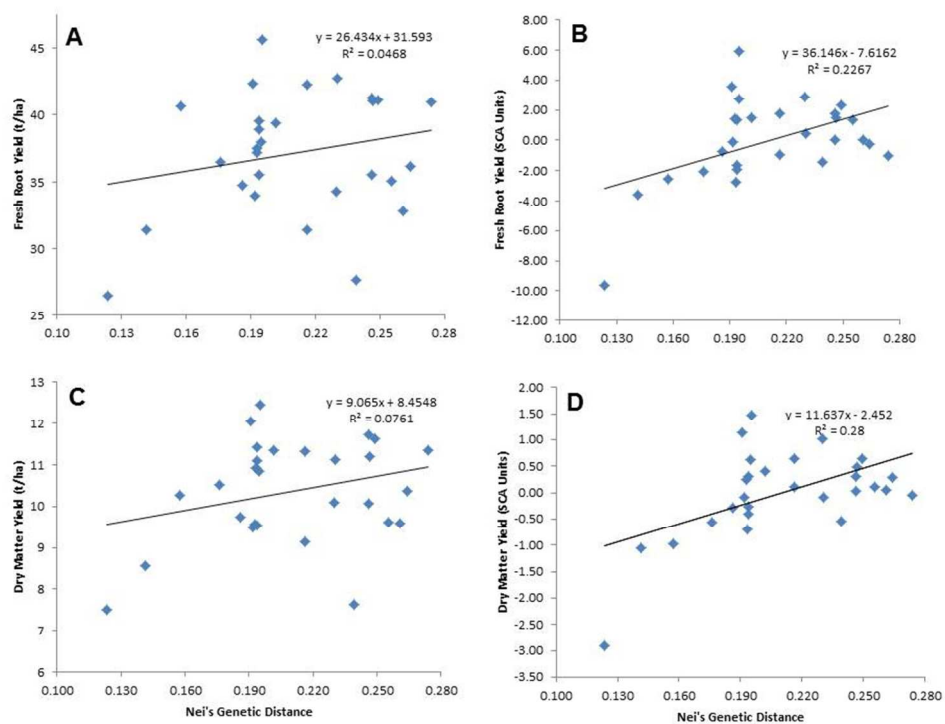 A
y = 26.434x + 31.593
R² = 0.0468
Fresh Root Yield (t/ha)
45
40
35
30
25
0.10 0.13 0.16 0.19 0.22 0.25 0.28
B
y = 36.146x - 7.6162
R² = 0.2267
Fresh Root Yield (SCA Units)
8.00
6.00
4.00
2.00
0.00
-2.00
-4.00
-6.00
-8.00
-10.00
-12.00
0.100 0.130 0.160 0.190 0.220 0.250 0.280
C
y = 9.065x + 8.4548
R² = 0.0761
Dry Matter Yield (t/ha)
13
12
11
10
9
8
7
6
0.100 0.130 0.160 0.190 0.220 0.250 0.280
Nei's Genetic Distance
D
y = 11.637x - 2.452
R² = 0.28
Dry Matter Yield (SCA Units)
2.00
1.50
1.00
0.50
0.00
-0.50
-1.00
-1.50
-2.00
-2.50
-3.00
-3.50
0.100 0.130 0.160 0.190 0.220 0.250 0.280
Nei's Genetic Distance